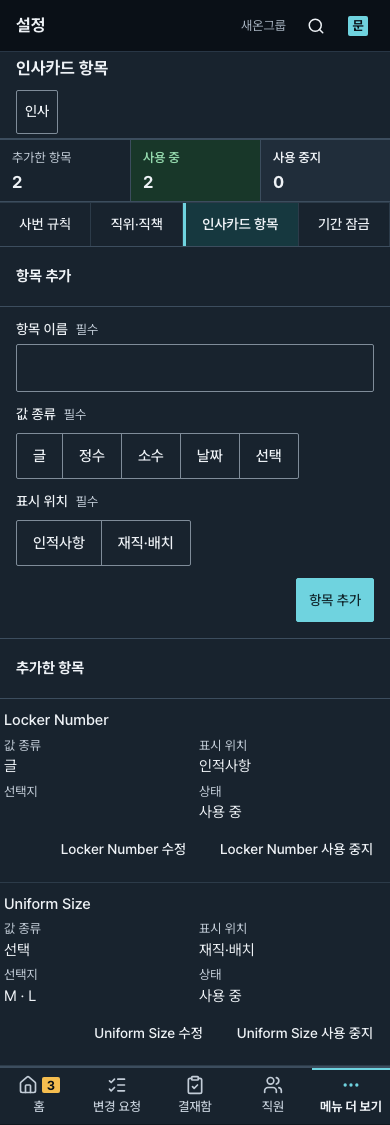 설정
새온그룹
문
인사카드 항목
인사
추가한 항목
사용 중
사용 중지
2
2
0
사번 규칙
직위·직책
인사카드 항목
기간 잠금
항목 추가
항목 이름 필수
값 종류 필수
글
정수
소수
날짜
선택
표시 위치 필수
인적사항
재직·배치
항목 추가
추가한 항목
Locker Number
값 종류
표시 위치
글
인적사항
선택지
상태
사용 중
Locker Number 수정
Locker Number 사용 중지
Uniform Size
값 종류
표시 위치
선택
재직·배치
선택지
상태
M · L
사용 중
Uniform Size 수정
Uniform Size 사용 중지
3
홈
변경 요청
결재함
직원
메뉴 더 보기